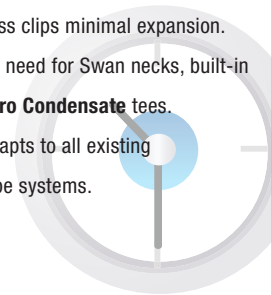 ss clips minimal expansion.
need for Swan necks, built-in
ro Condensate tees.
apts to all existing
pe systems.